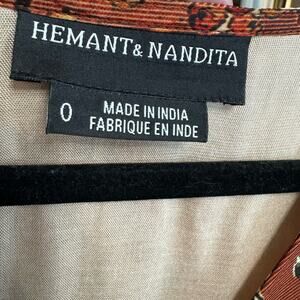 HEMANT & NANDITA
0
MADE IN INDIA
FABRIQUE EN INDE